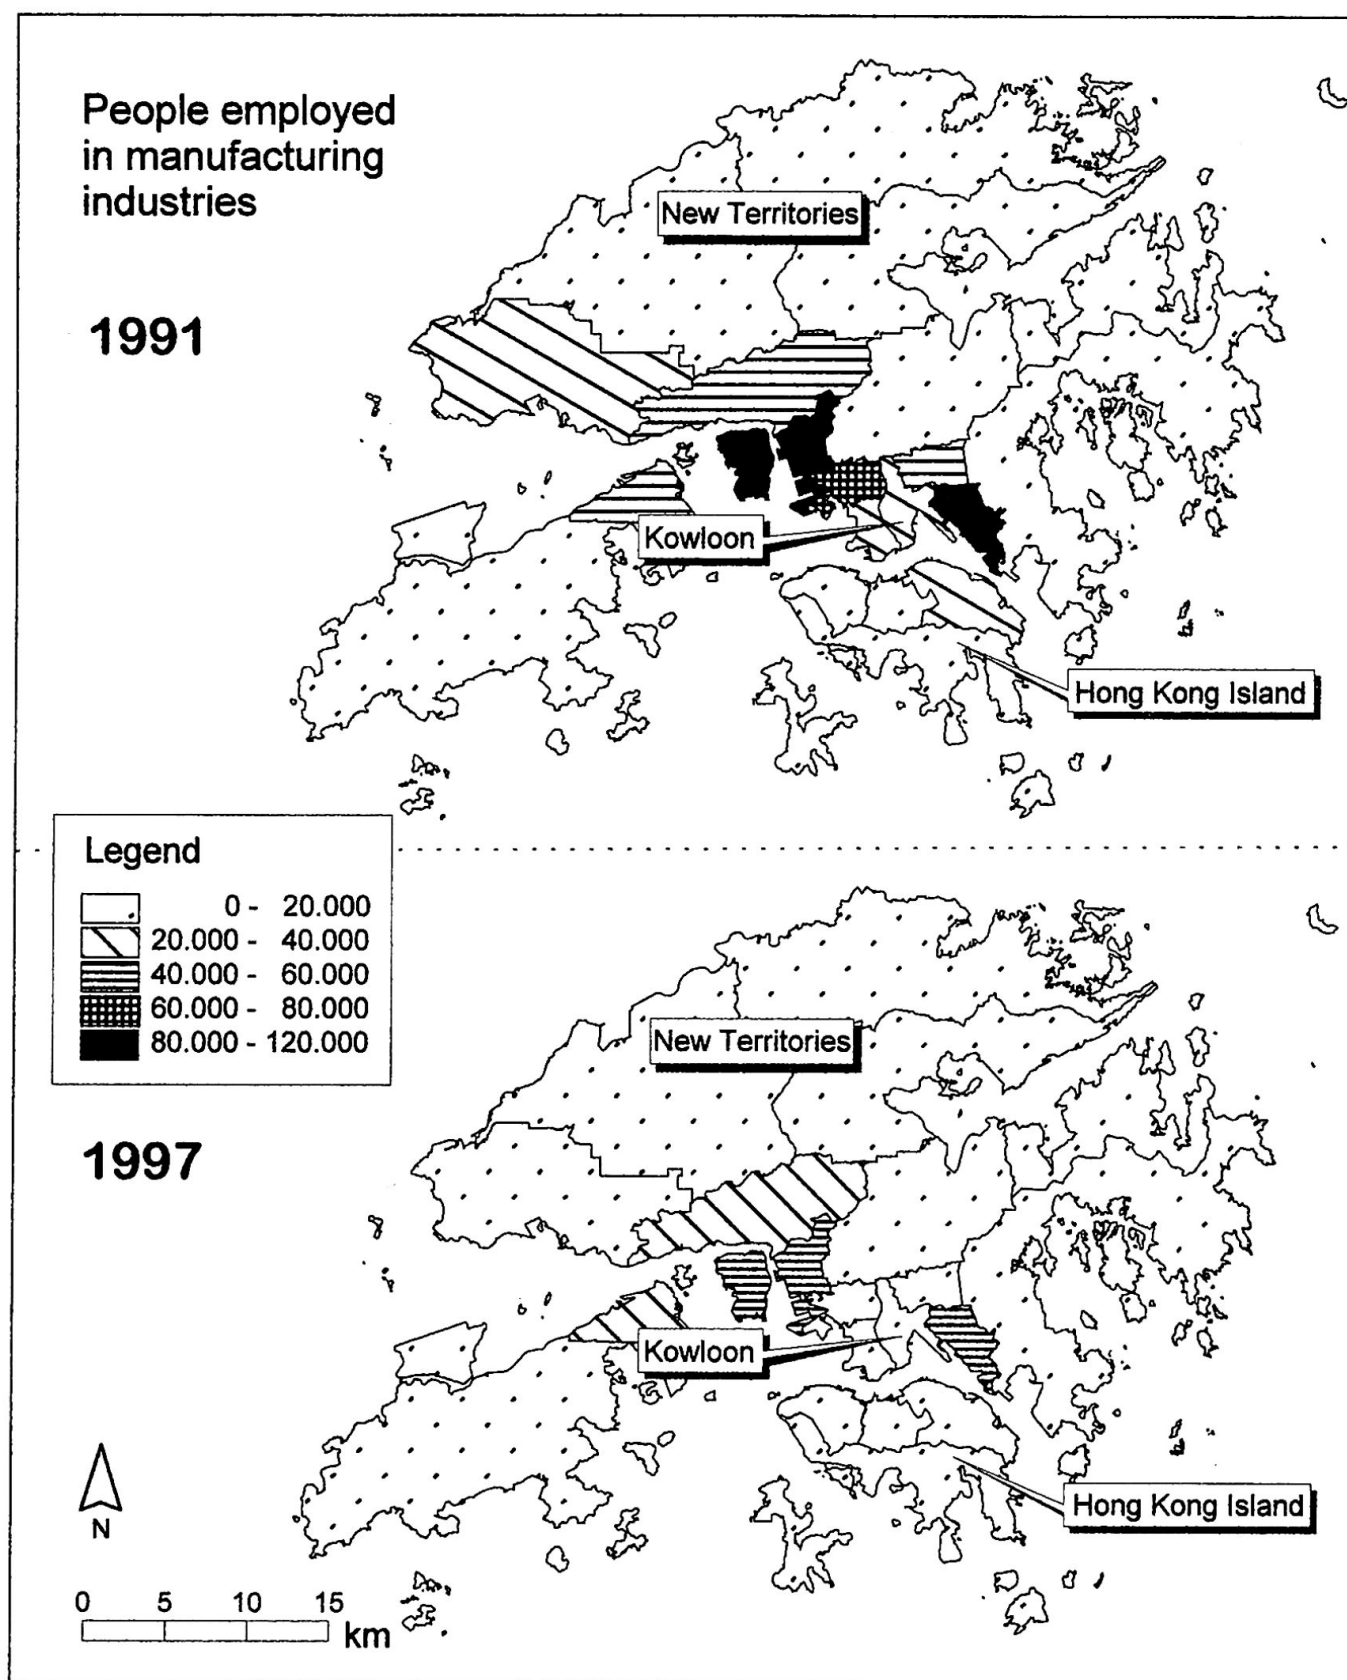 People employed
in manufacturing
industries
New Territories
1991
Kowloon
Hong Kong Island
Legend
0 - 20.000
20.000 - 40.000
40.000 - 60.000
60.000 - 80.000
80.000 - 120.000
New Territories
1997
Kowloon
Hong Kong Island
N
0 5 10 15
km